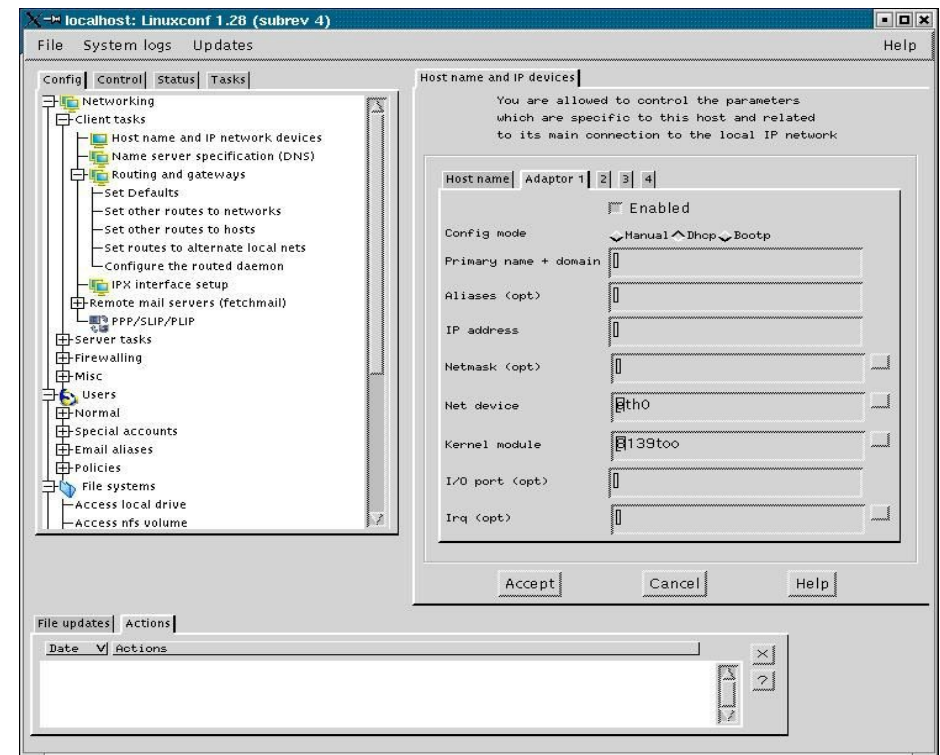 localhost: Linuxconf 1.28 (subrev 4)
File System logs Updates Help
Config Control Status Tasks
Networking
Client tasks
Host name and IP network devices
Name server specification (DNS)
Routing and gateways
Set Defaults
Set other routes to networks
Set other routes to hosts
Set routes to alternate local nets
Configure the routed daemon
IPX interface setup
Remote mail servers (fetchmail)
PPP/SLIP/PLIP
Server tasks
Firewalling
Misc
Users
Normal
Special accounts
Email aliases
Policies
File systems
Access local drive
Access nfs volume
Host name and IP devices
You are allowed to control the parameters
which are specific to this host and related
to its main connection to the local IP network
Host name Adaptor 1 2 3 4
Enabled
Config mode Manual Dhcp Bootp
Primary name + domain
Aliases (opt)
IP address
Netmask (opt)
Net device eth0
Kernel module 8139too
I/O port (opt)
Irq (opt)
Accept Cancel Help
File updates Actions
Date V Actions
X
?